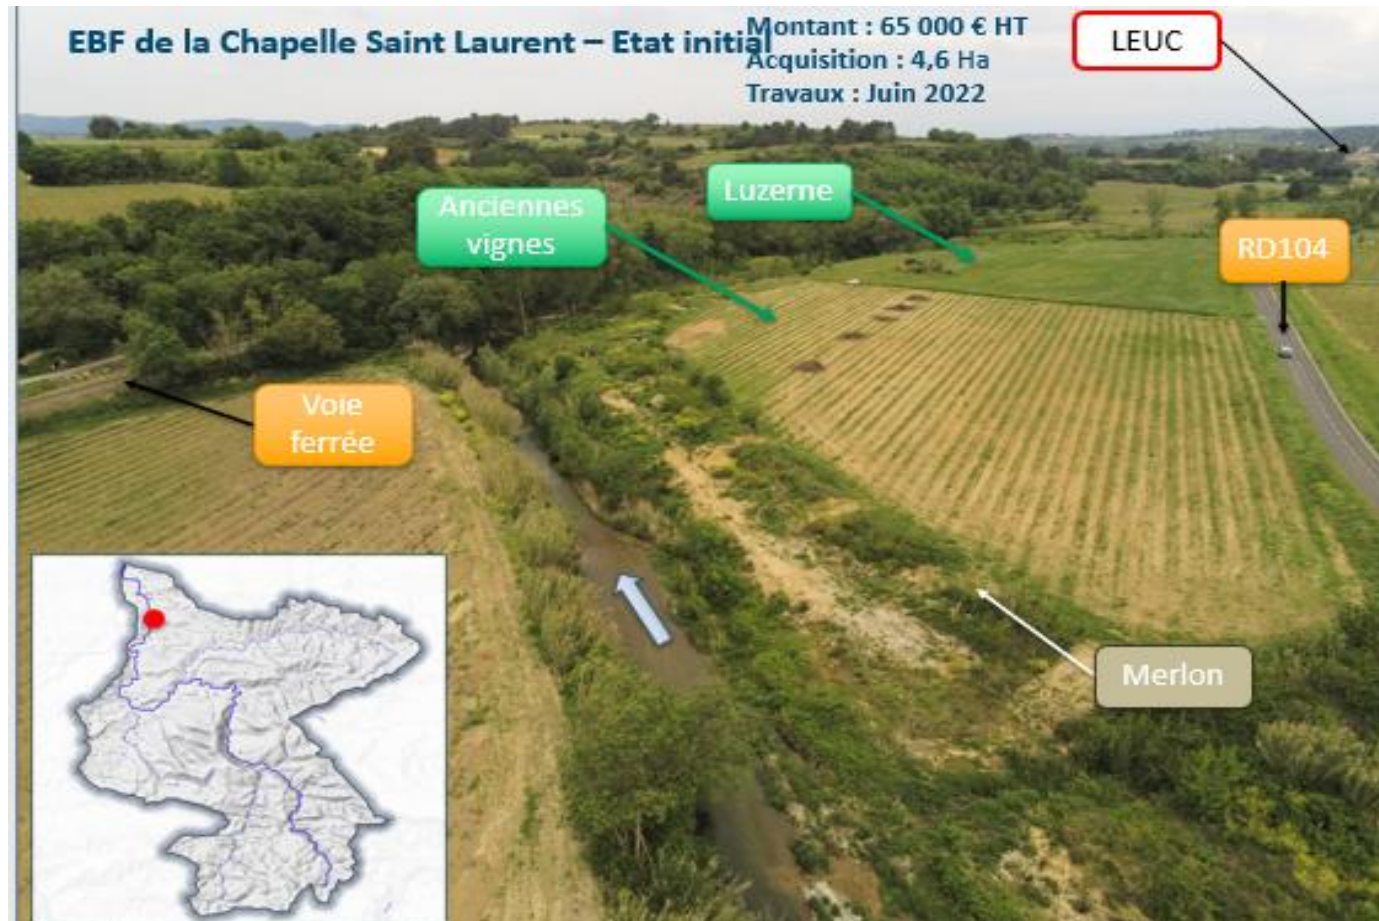 EBF de la Chapelle Saint Laurent – Etat initial
Montant : 65 000 € HT
Acquisition : 4,6 Ha
Travaux : Juin 2022
LEUC
Luzerne
Anciennes
vignes
RD104
Voie
ferrée
Merlon